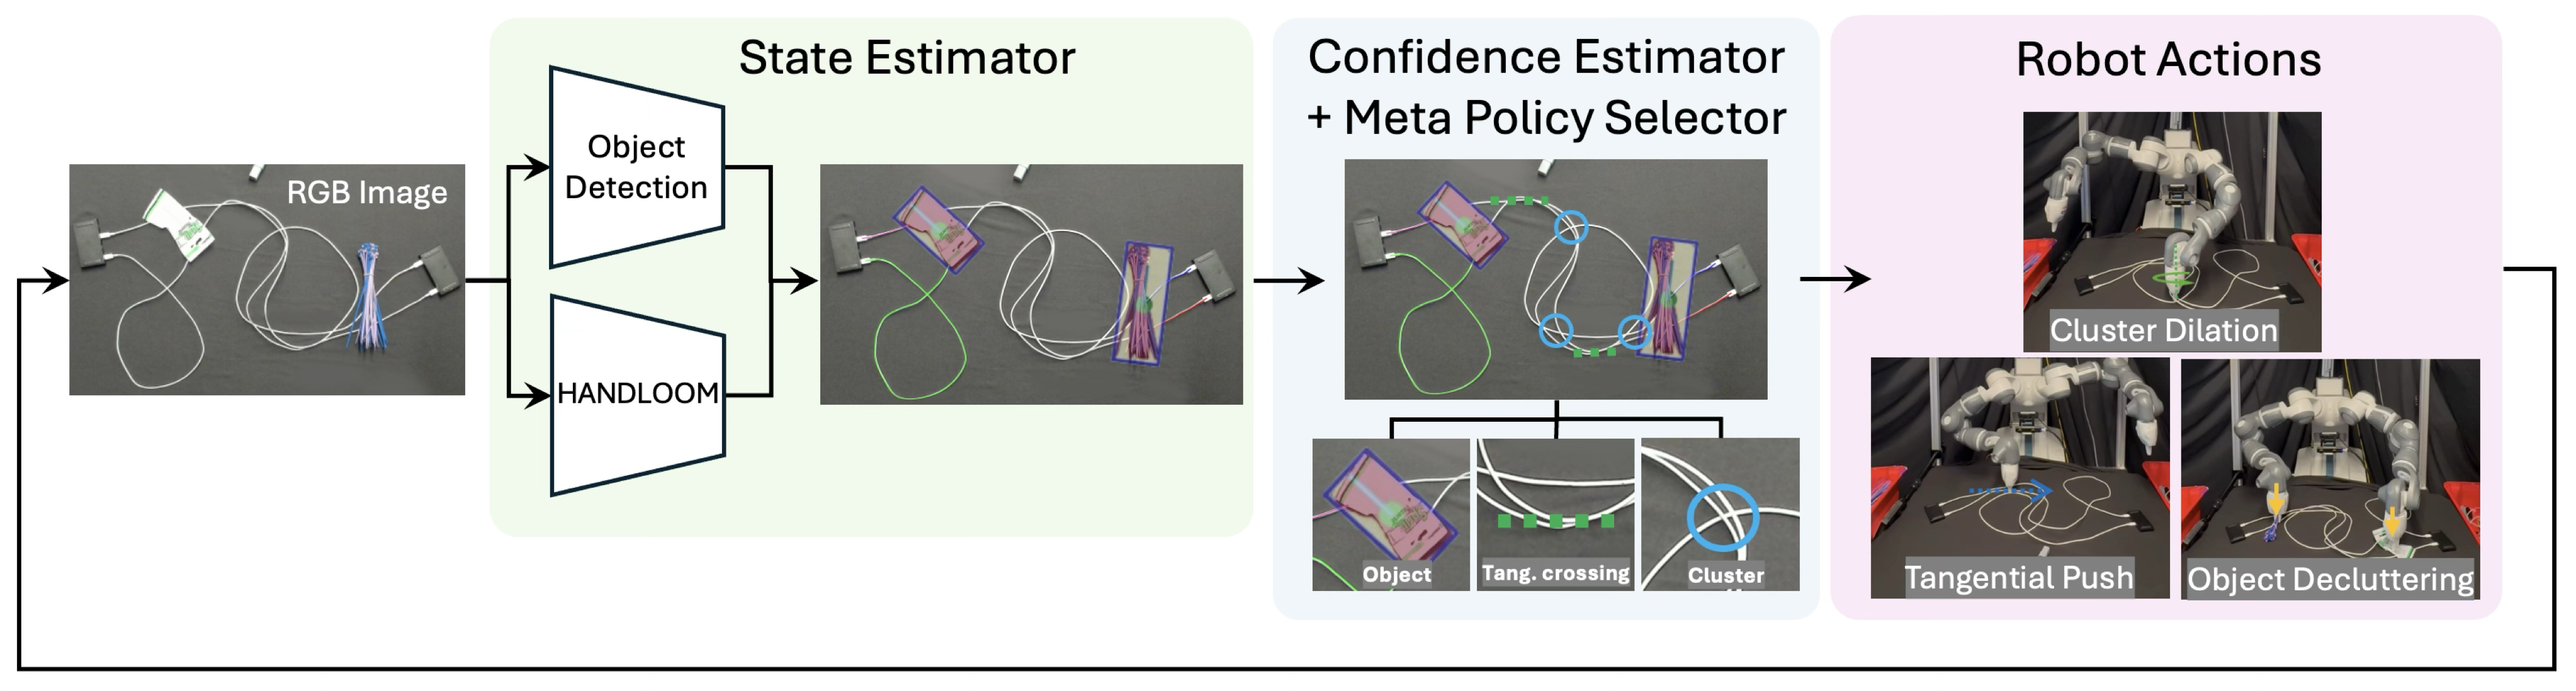 State Estimator
Confidence Estimator
+ Meta Policy Selector
Robot Actions
RGB Image
Object
Detection
HANDLOOM
Object
Tang. crossing
Cluster
Cluster Dilation
Tangential Push
Object Decluttering